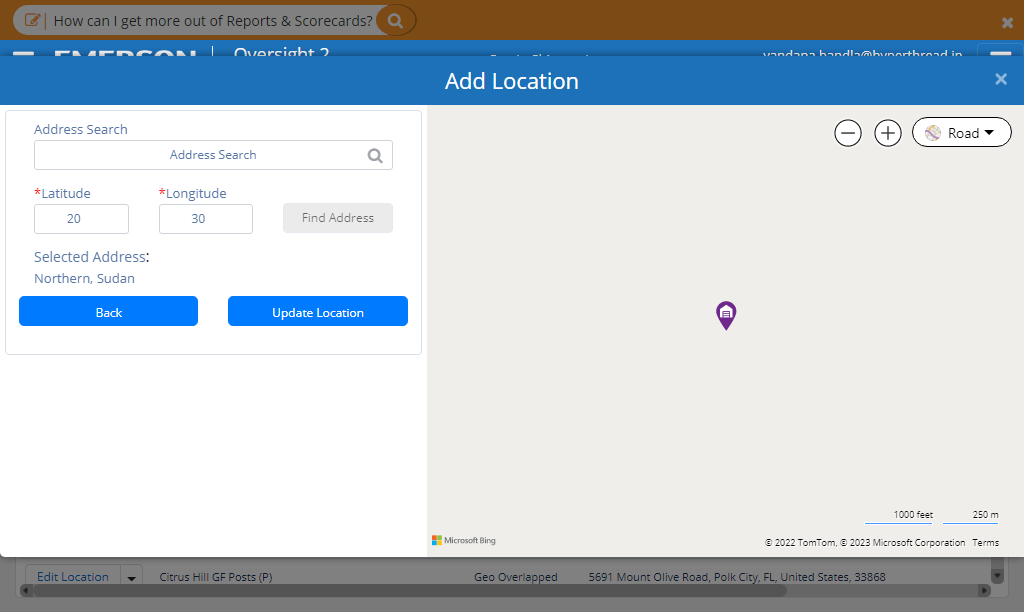 How can I get more out of Reports & Scorecards?
EMERSON Oversight 2 vandana.bandla@hyperthread.in
Add Location
Address Search
Address Search
*Latitude *Longitude
20 30 Find Address
Selected Address:
Northern, Sudan
Back Update Location
Road
1000 feet 250 m
Microsoft Bing
© 2022 TomTom, © 2023 Microsoft Corporation Terms
Edit Location Citrus Hill GF Posts (P) Geo Overlapped 5691 Mount Olive Road, Polk City, FL, United States, 33868